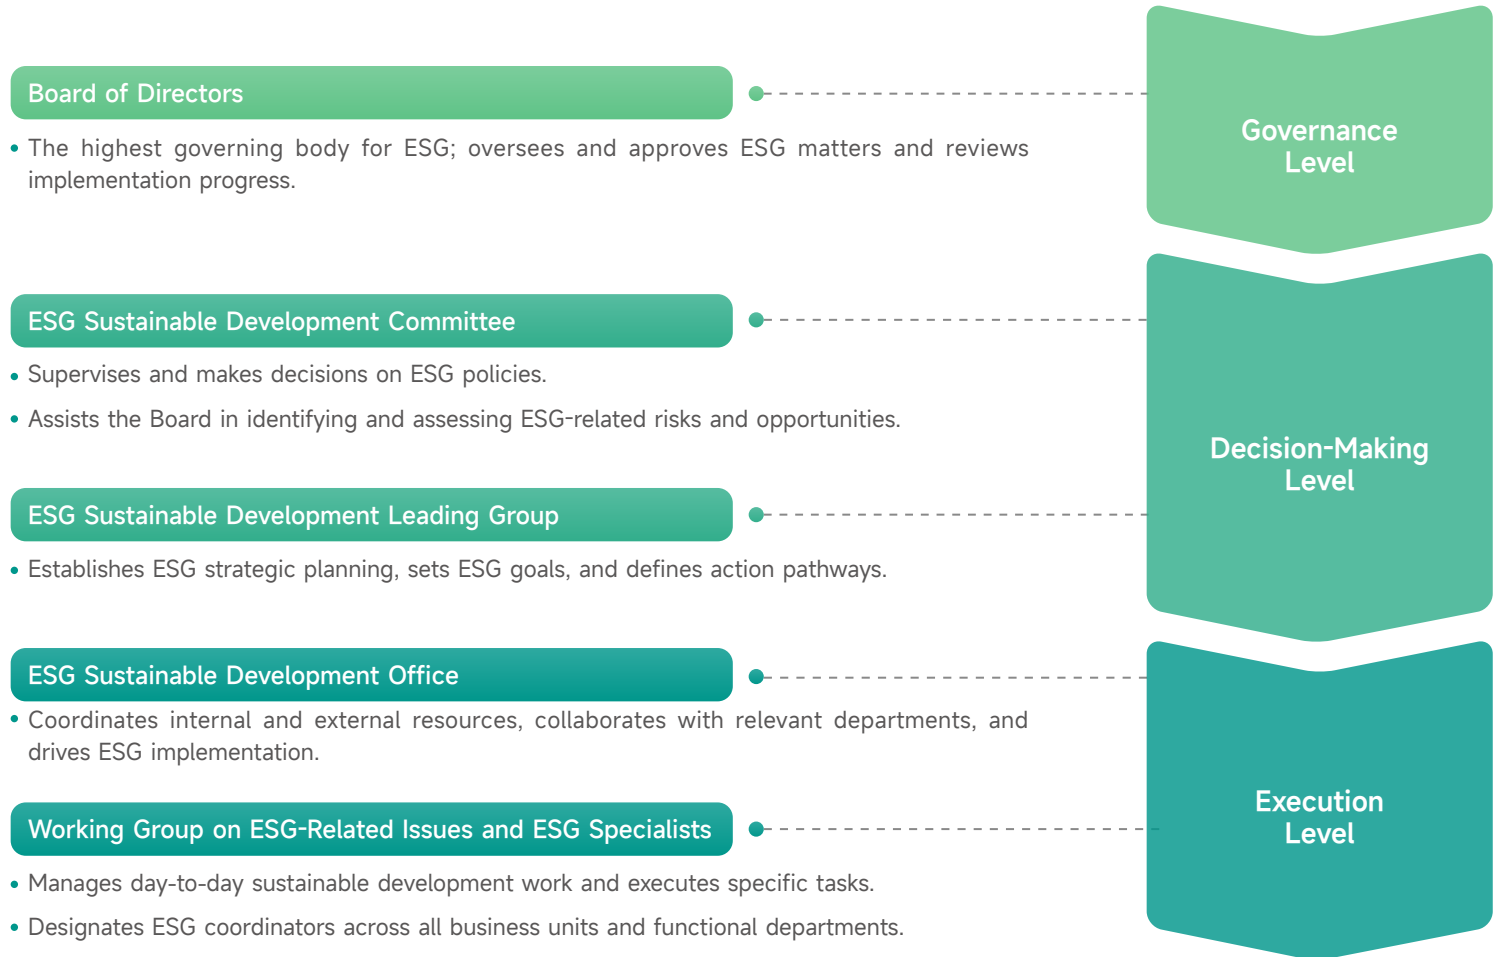 Board of Directors
• The highest governing body for ESG; oversees and approves ESG matters and reviews
implementation progress.
Governance
Level
ESG Sustainable Development Committee
• Supervises and makes decisions on ESG policies.
• Assists the Board in identifying and assessing ESG-related risks and opportunities.
Decision-Making
Level
ESG Sustainable Development Leading Group
• Establishes ESG strategic planning, sets ESG goals, and defines action pathways.
ESG Sustainable Development Office
• Coordinates internal and external resources, collaborates with relevant departments, and
drives ESG implementation.
Execution
Level
Working Group on ESG-Related Issues and ESG Specialists
• Manages day-to-day sustainable development work and executes specific tasks.
• Designates ESG coordinators across all business units and functional departments.